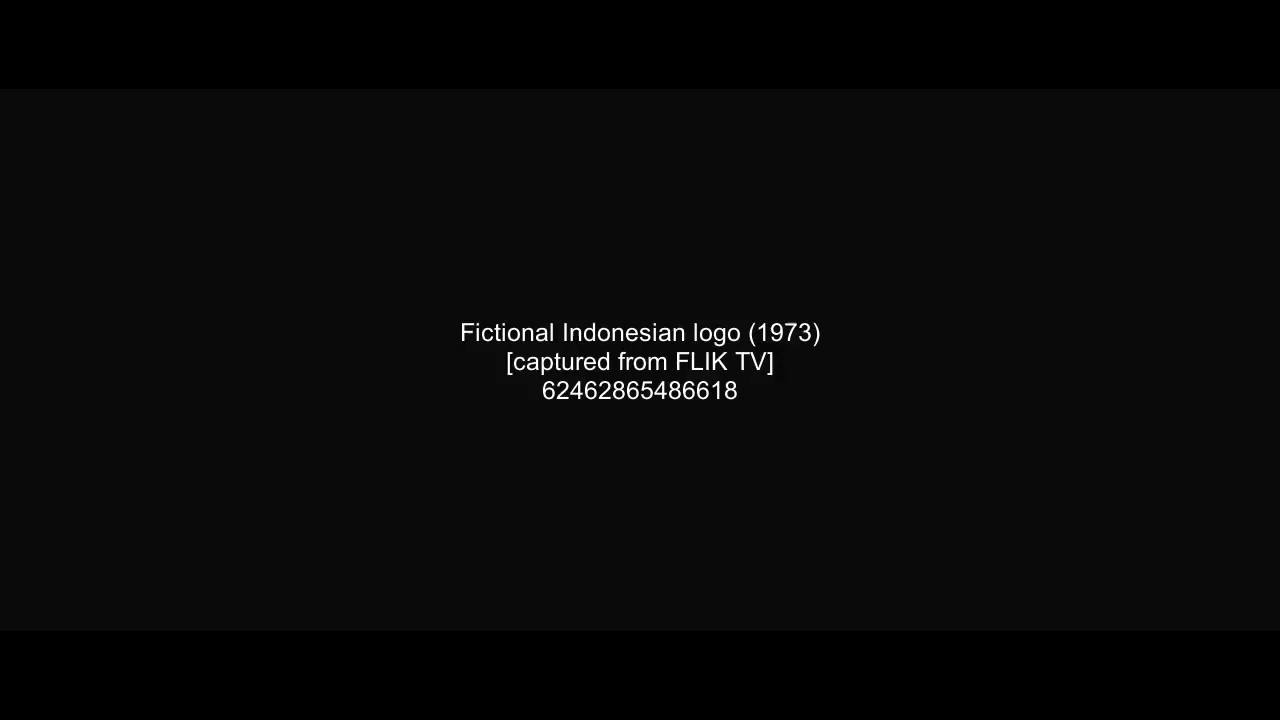 Fictional Indonesian logo (1973)
[captured from FLIK TV]
62462865486618